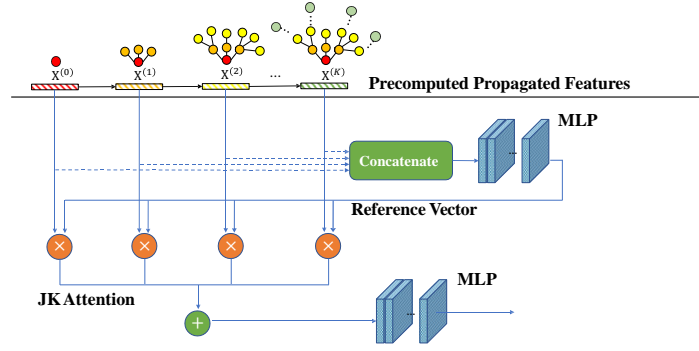 X^(0) X^(1) X^(2) ... X^(K)
Precomputed Propagated Features
MLP
Concatenate
...
Reference Vector
× × × ×
JK Attention
MLP
+
...